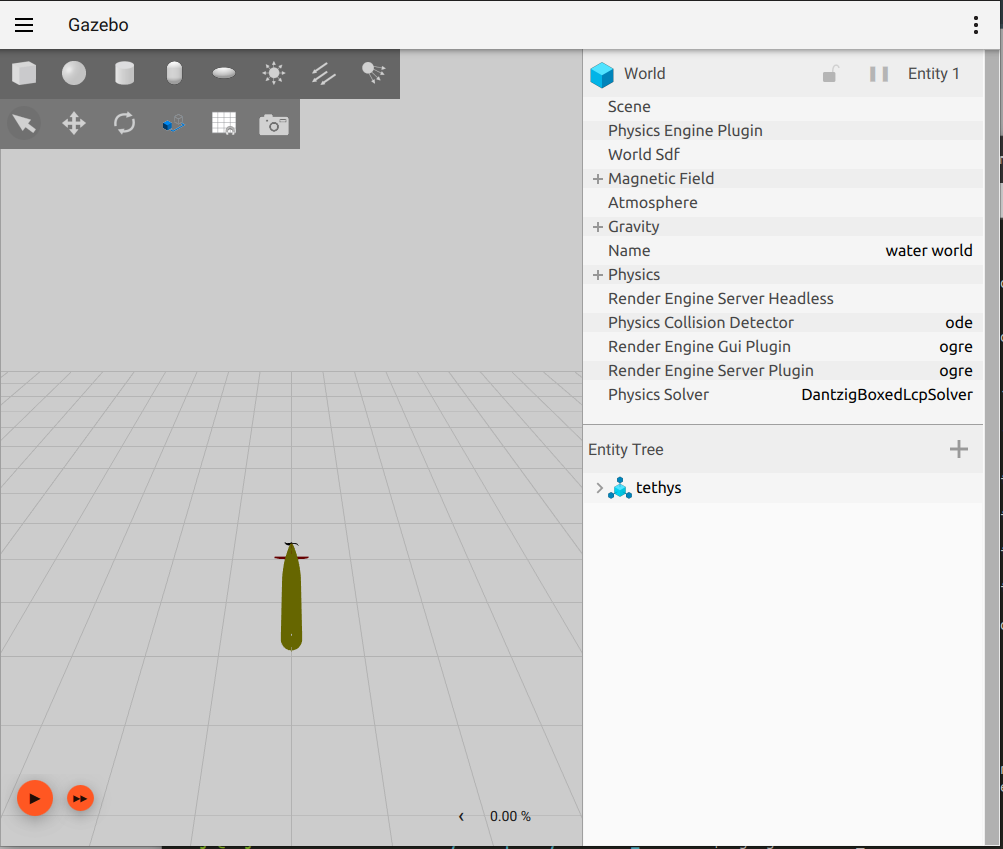 Gazebo
World
Entity 1
Scene
Physics Engine Plugin
World Sdf
Magnetic Field
Atmosphere
Gravity
Name water world
Physics
Render Engine Server Headless
Physics Collision Detector ode
Render Engine Gui Plugin ogre
Render Engine Server Plugin ogre
Physics Solver DantzigBoxedLcpSolver
Entity Tree
tethys
0.00 %